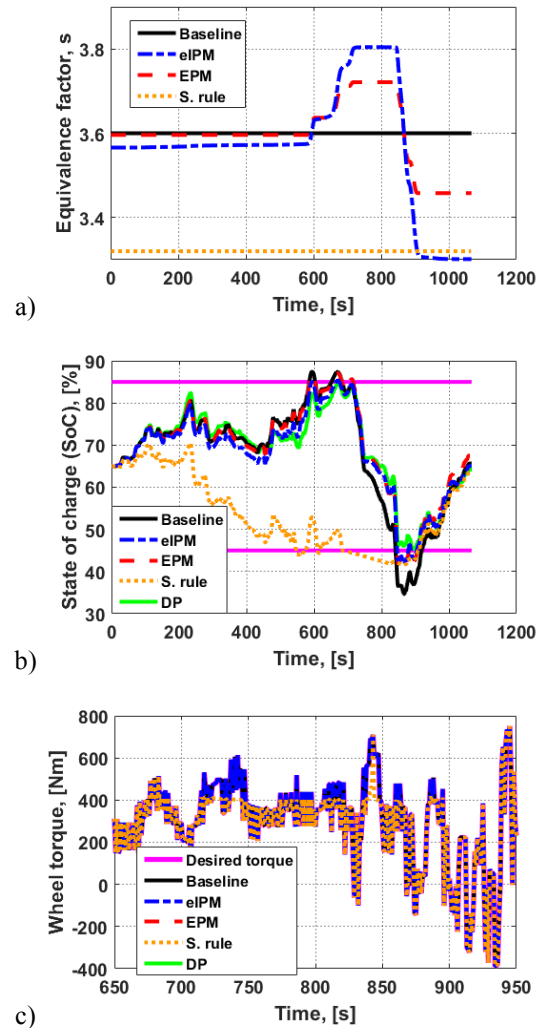 Baseline
eIPM
EPM
S. rule
3.8
3.6
3.4
Equivalence factor, s
0 200 400 600 800 1000 1200
Time, [s]
a)
90
80
70
60
50
40
30
State of charge (SoC), [%]
Baseline
eIPM
EPM
S. rule
DP
0 200 400 600 800 1000 1200
Time, [s]
b)
800
600
400
200
0
-200
-400
Wheel torque, [Nm]
Desired torque
Baseline
eIPM
EPM
S. rule
DP
650 700 750 800 850 900 950
Time, [s]
c)